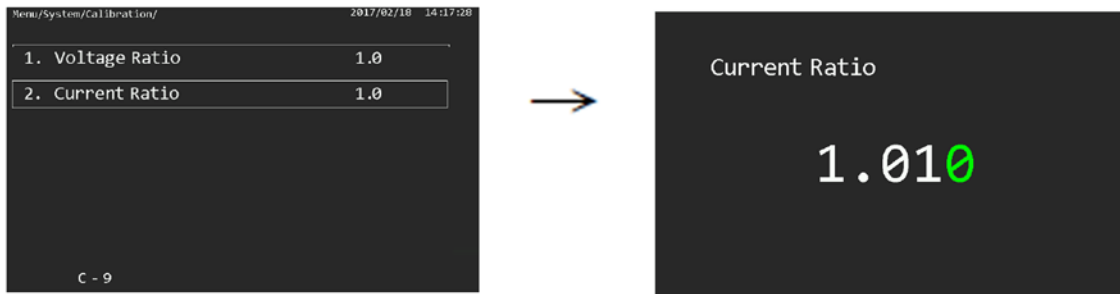 Menu/System/Calibration/ 2017/02/18 14:17:28
1. Voltage Ratio 1.0
2. Current Ratio 1.0
C - 9
Current Ratio
1.010